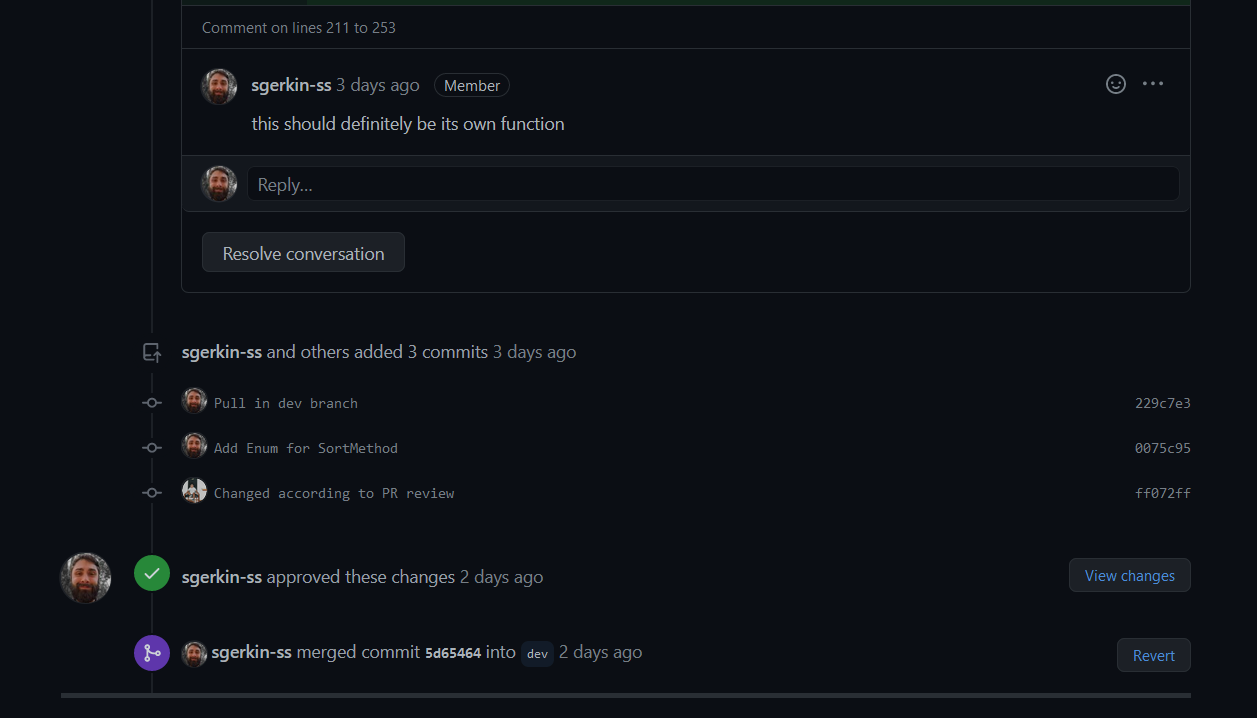 Comment on lines 211 to 253
sgerkin-ss 3 days ago Member
this should definitely be its own function
Reply...
Resolve conversation
sgerkin-ss and others added 3 commits 3 days ago
Pull in dev branch 229c7e3
Add Enum for SortMethod 0075c95
Changed according to PR review ff072ff
sgerkin-ss approved these changes 2 days ago View changes
sgerkin-ss merged commit 5d65464 into dev 2 days ago Revert